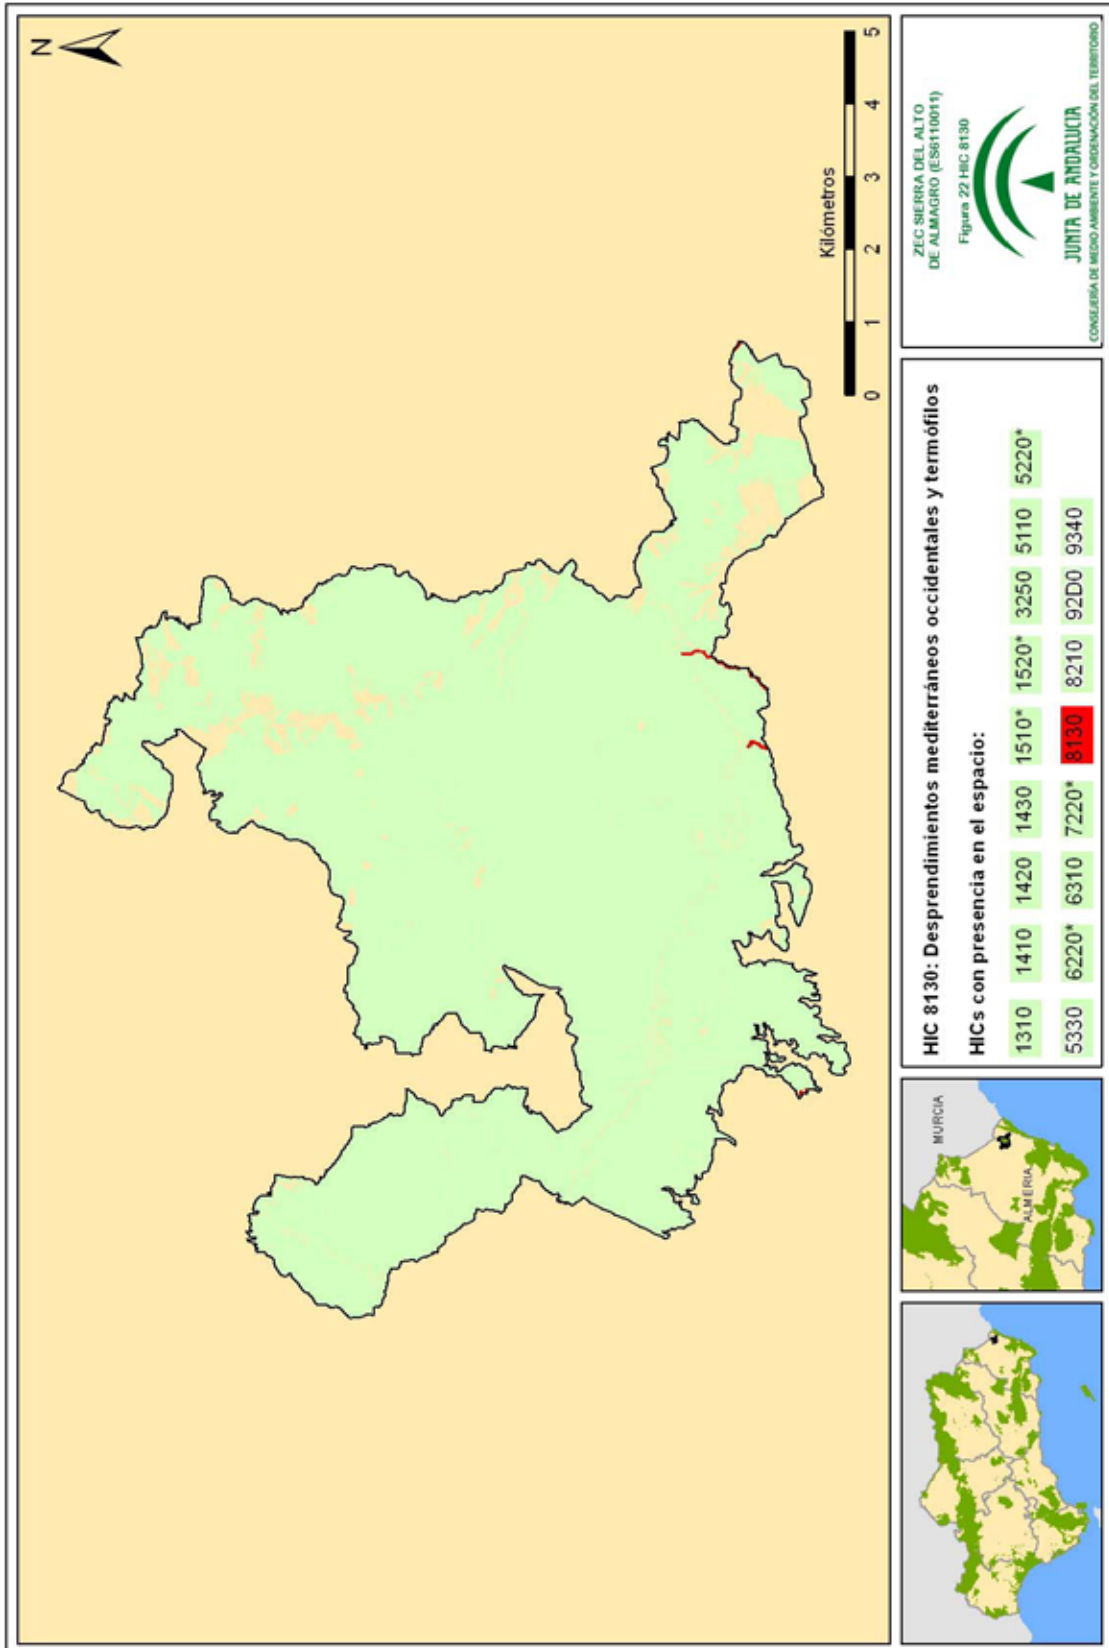 N
Kilómetros
0 1 2 3 4 5
MURCIA
ALMERIA
HIC 8130: Desprendimientos mediterráneos occidentales y termófilos
HICs con presencia en el espacio:
1310 1410 1420 1430 1510* 1520* 3250 5110 5220*
5330 6220* 6310 7220* 8130 8210 92D0 9340
ZEC SIERRA DEL ALTO
DE ALMAGRO (ES6110011)
Figura 22 HIC 8130
JUNTA DE ANDALUCIA
CONSEJERÍA DE MEDIO AMBIENTE Y ORDENACIÓN DEL TERRITORIO